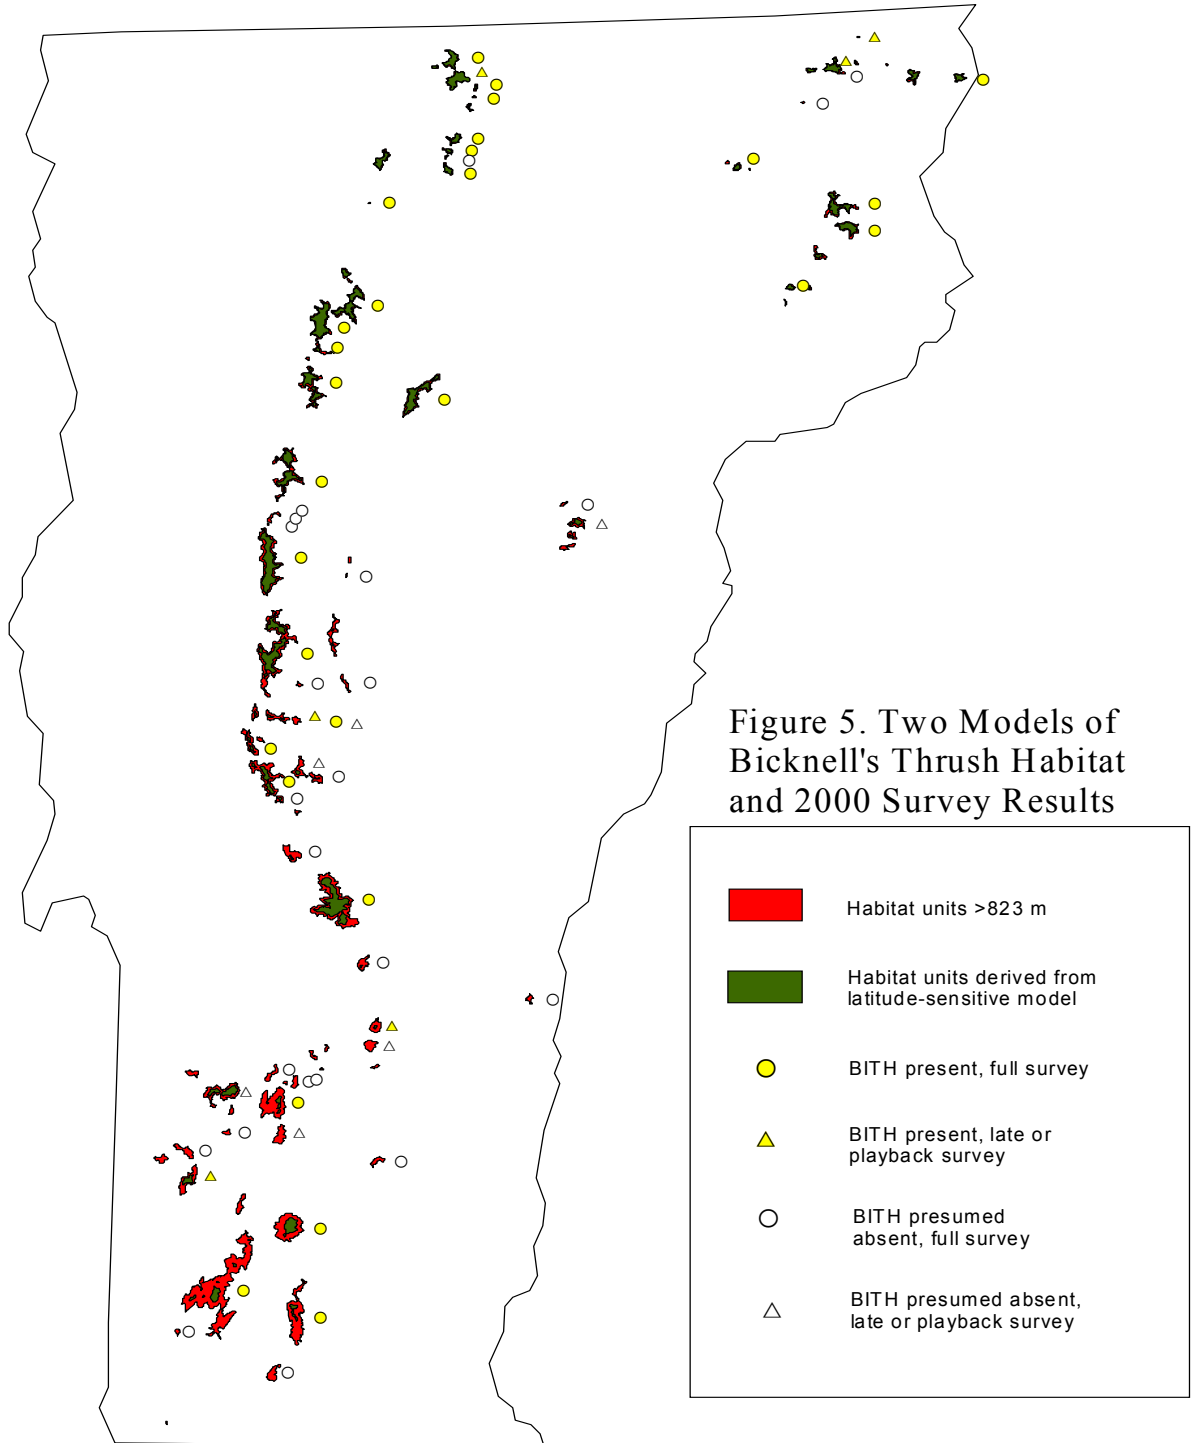 Figure 5. Two Models of
Bicknell's Thrush Habitat
and 2000 Survey Results
Habitat units >823 m
Habitat units derived from
latitude-sensitive model
BITH present, full survey
BITH present, late or
playback survey
BITH presumed
absent, full survey
BITH presumed absent,
late or playback survey